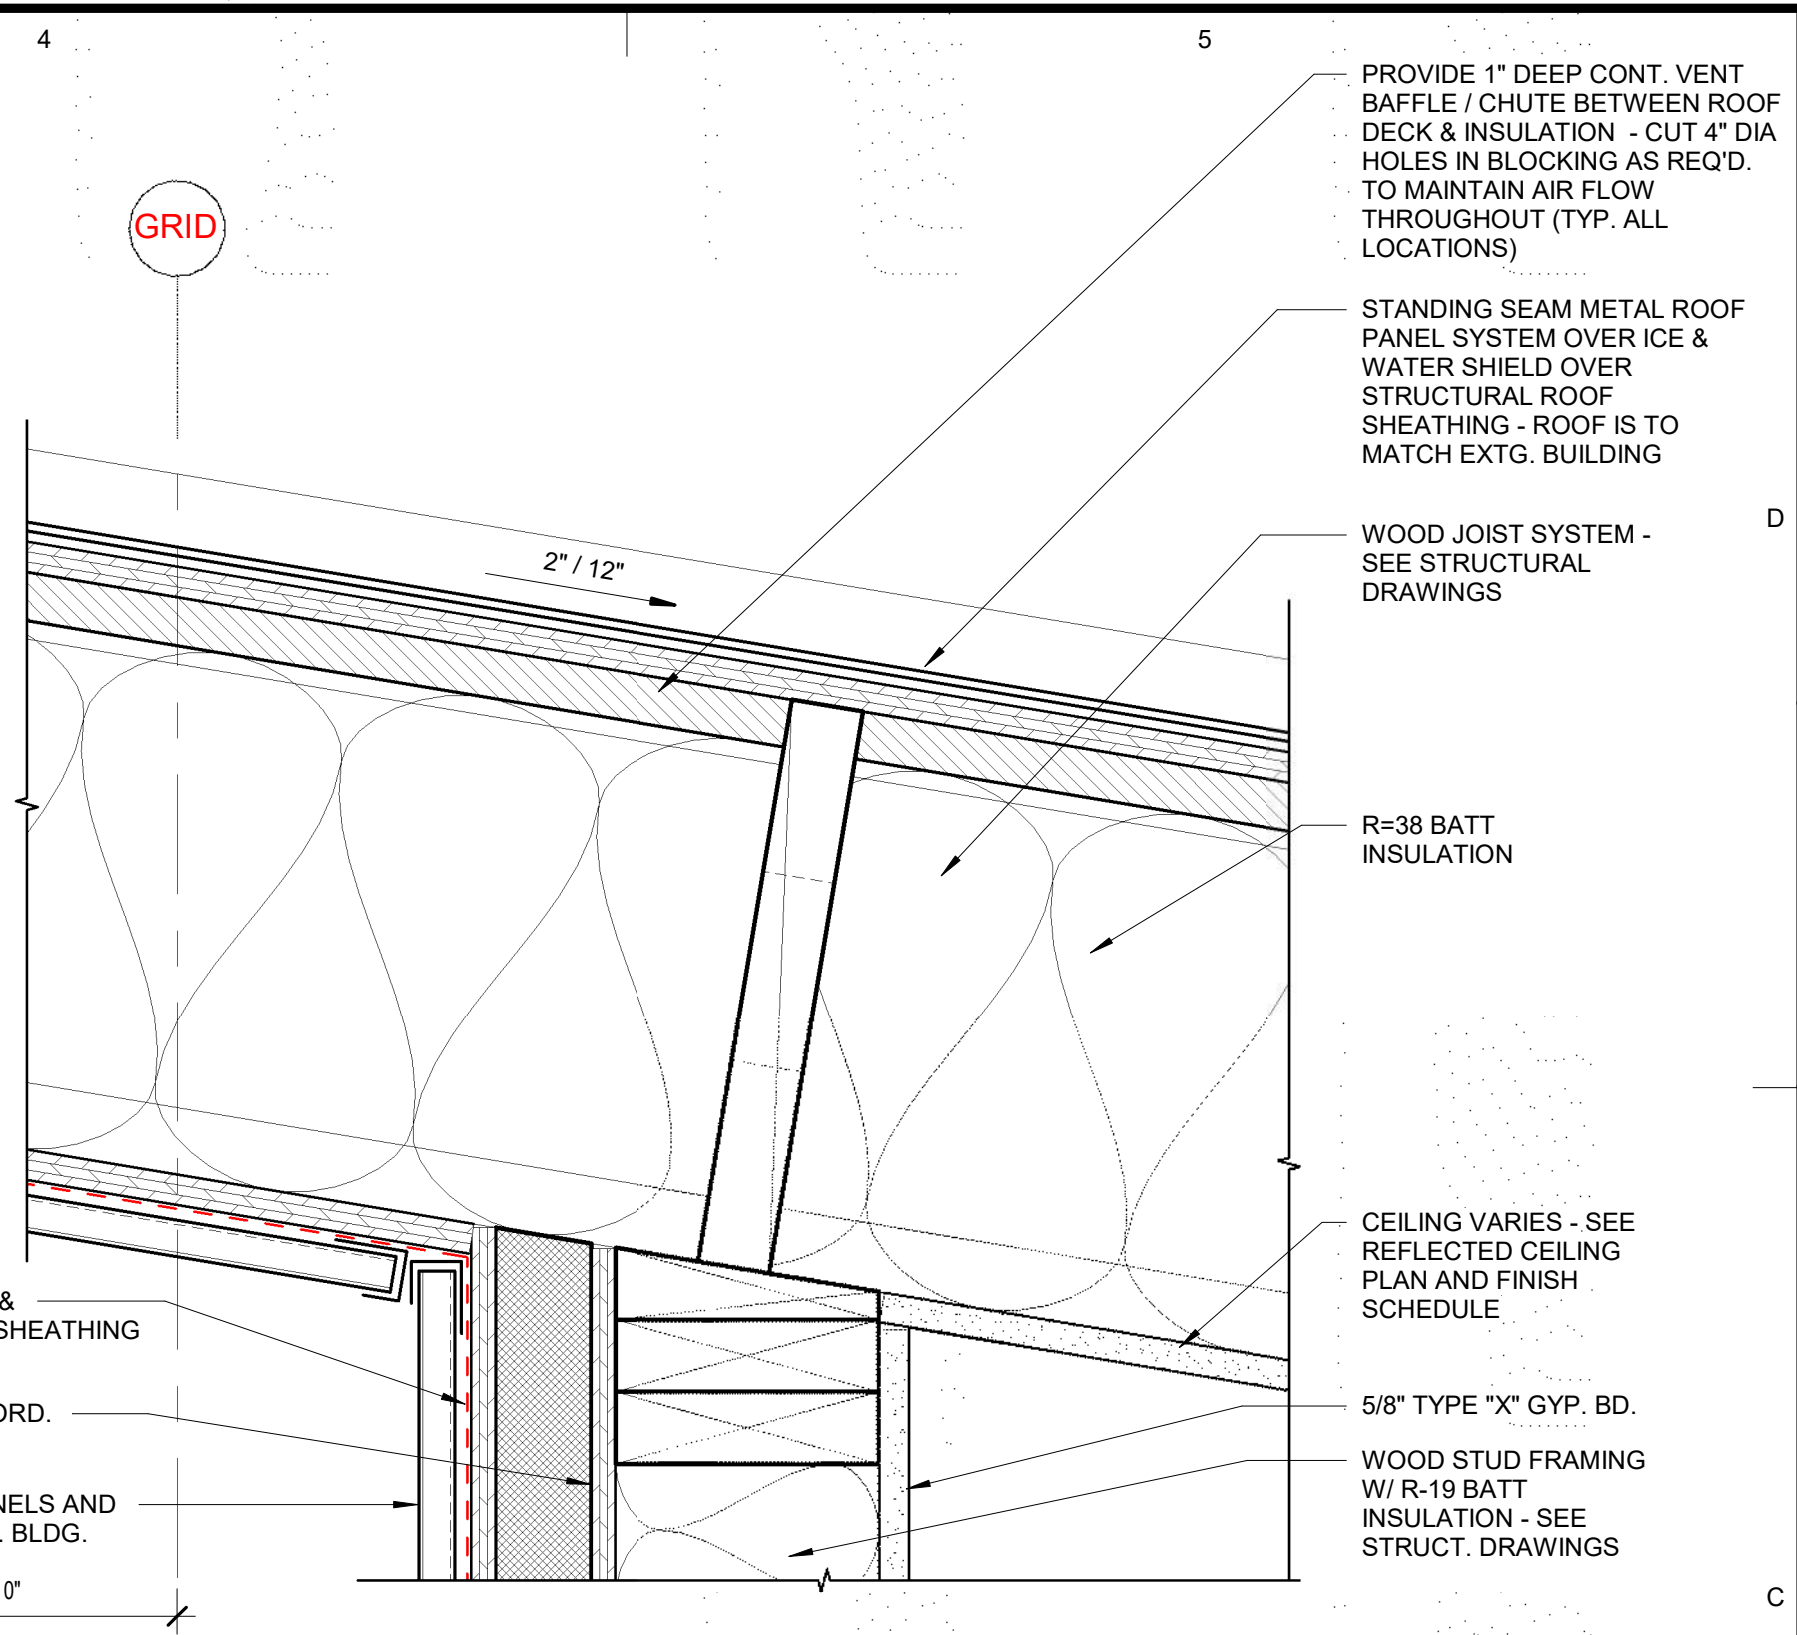 4
5
PROVIDE 1" DEEP CONT. VENT
BAFFLE / CHUTE BETWEEN ROOF
DECK & INSULATION - CUT 4" DIA
HOLES IN BLOCKING AS REQ'D.
TO MAINTAIN AIR FLOW
THROUGHOUT (TYP. ALL
LOCATIONS)
GRID
STANDING SEAM METAL ROOF
PANEL SYSTEM OVER ICE &
WATER SHIELD OVER
STRUCTURAL ROOF
SHEATHING - ROOF IS TO
MATCH EXTG. BUILDING
D
WOOD JOIST SYSTEM -
SEE STRUCTURAL
DRAWINGS
2" / 12"
R=38 BATT
INSULATION
CEILING VARIES - SEE
REFLECTED CEILING
PLAN AND FINISH
SCHEDULE
&
SHEATHING
5/8" TYPE "X" GYP. BD.
ORD.
WOOD STUD FRAMING
W/ R-19 BATT
INSULATION - SEE
STRUCT. DRAWINGS
NELS AND
. BLDG.
0"
C